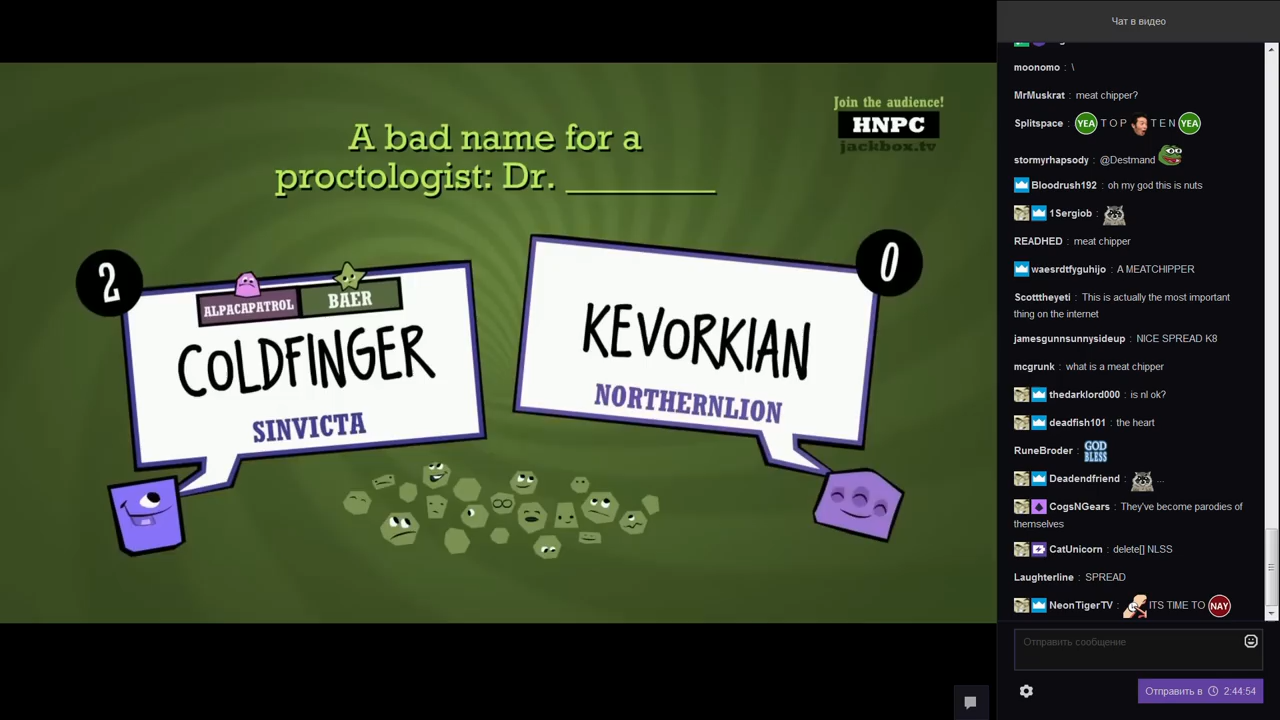 Join the audience!
HNPC
jackbox.tv
A bad name for a
proctologist: Dr. _________
2
ALPACAPATROL
BAER
COLDFINGER
SINVICTA
0
KEVORKIAN
NORTHERNLION
Чат в видео
moonomo : \
MrMuskrat : meat chipper?
Splitspace : YEA T O P T E N YEA
stormyrhapsody : @Destmand
Bloodrush192 : oh my god this is nuts
1Sergiob :
READHED : meat chipper
waesrdtfyguhijo : A MEATCHIPPER
Scotttheyeti : This is actually the most important
thing on the internet
jamesgunnsunnysideup : NICE SPREAD K8
mcgrunk : what is a meat chipper
thedarklord000 : is nl ok?
deadfish101 : the heart
RuneBroder : GOD BLESS
Deadendfriend : ...
CogsNGears : They've become parodies of
themselves
CatUnicorn : delete[] NLSS
Laughterline : SPREAD
NeonTigerTV : ITS TIME TO NAY
Отправить сообщение
Отправить в 2:44:54